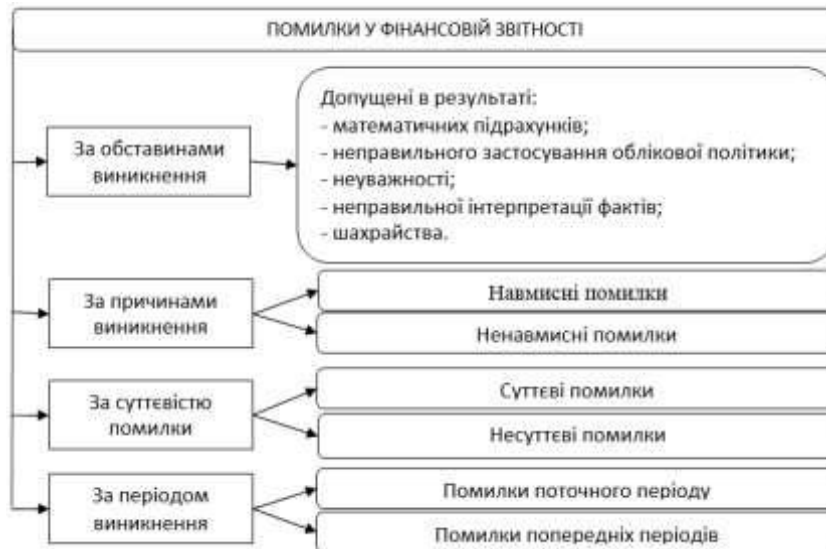 ПОМИЛКИ У ФІНАНСОВІЙ ЗВІТНОСТІ
За обставинами
виникнення
Допущені в результаті:
- математичних підрахунків;
- неправильного застосування облікової політики;
- неуважності;
- неправильної інтерпретації фактів;
- шахрайства.
За причинами
виникнення
Навмисні помилки
Ненавмисні помилки
За суттєвістю
помилки
Суттєві помилки
Несуттєві помилки
За періодом
виникнення
Помилки поточного періоду
Помилки попередніх періодів